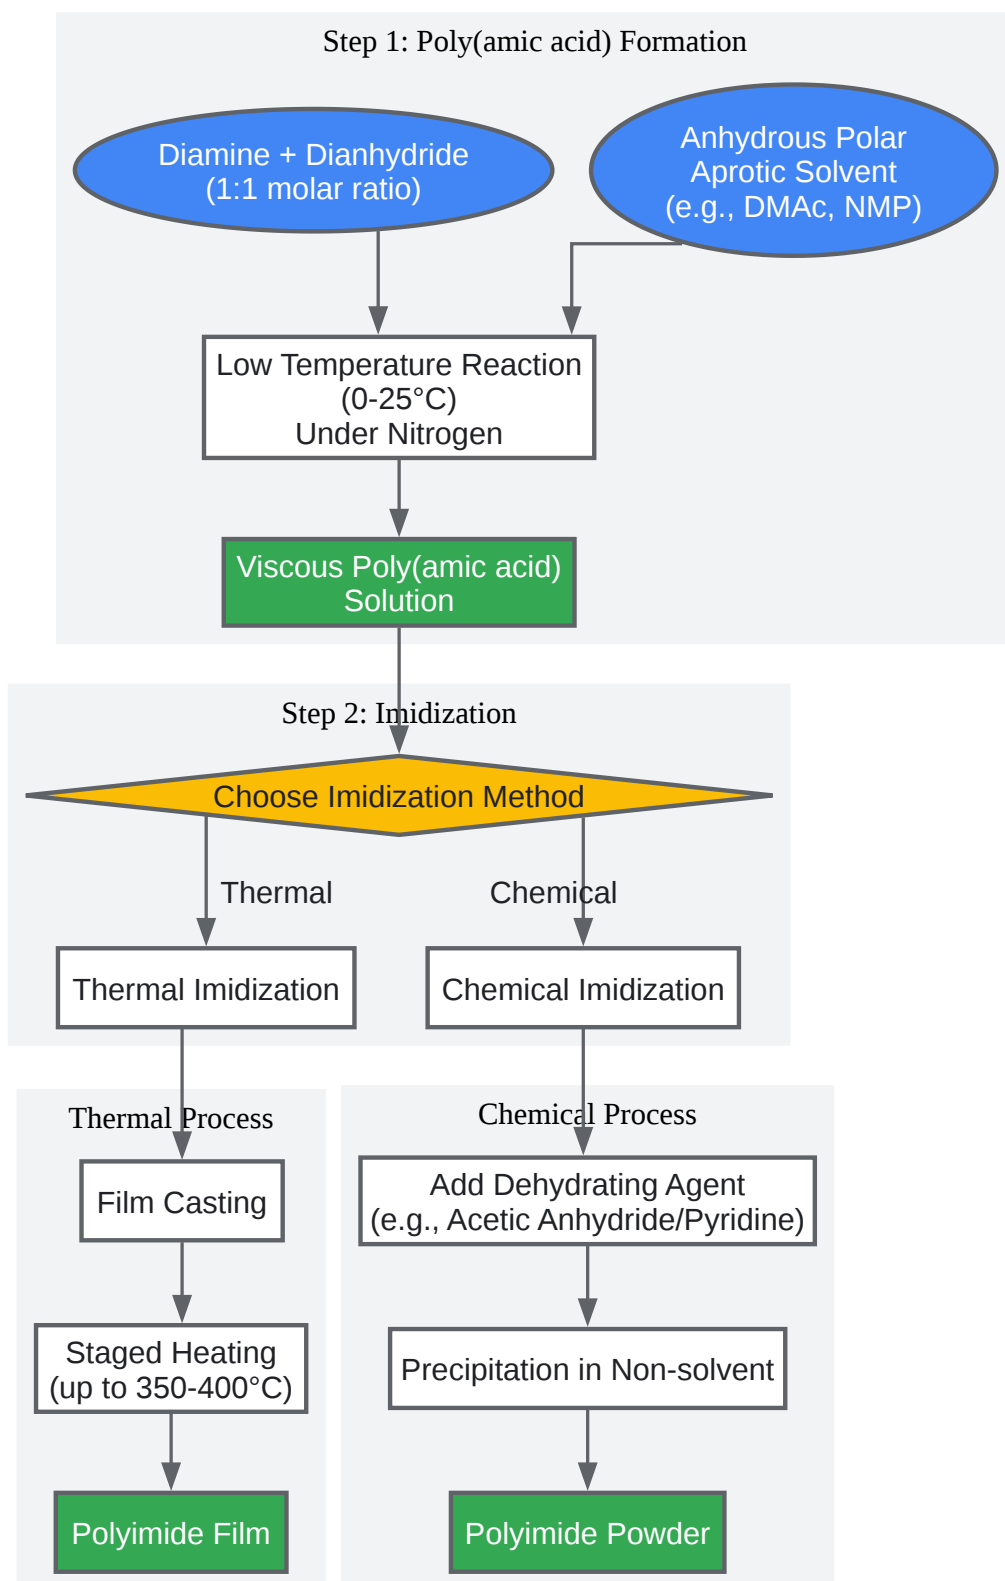 Step 1: Poly(amic acid) Formation
Diamine + Dianhydride
(1:1 molar ratio)
Anhydrous Polar
Aprotic Solvent
(e.g., DMAc, NMP)
Low Temperature Reaction
(0-25°C)
Under Nitrogen
Viscous Poly(amic acid)
Solution
Step 2: Imidization
Choose Imidization Method
Thermal
Chemical
Thermal Imidization
Chemical Imidization
Thermal Process
Film Casting
Staged Heating
(up to 350-400°C)
Polyimide Film
Chemical Process
Add Dehydrating Agent
(e.g., Acetic Anhydride/Pyridine)
Precipitation in Non-solvent
Polyimide Powder